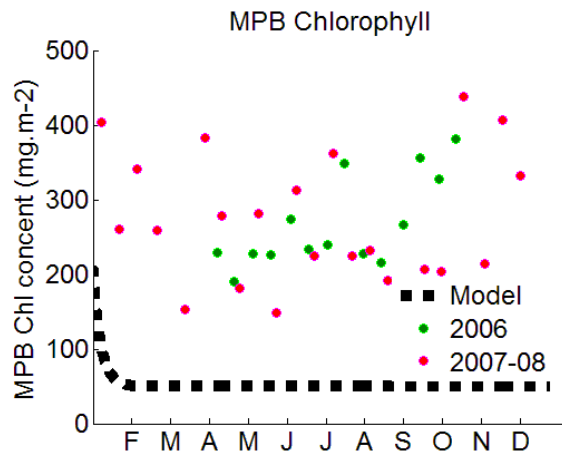 MPB Chlorophyll
MPB Chl concent (mg.m-2)
500
400
300
200
100
0
Model
2006
2007-08
F M A M J J A S O N D